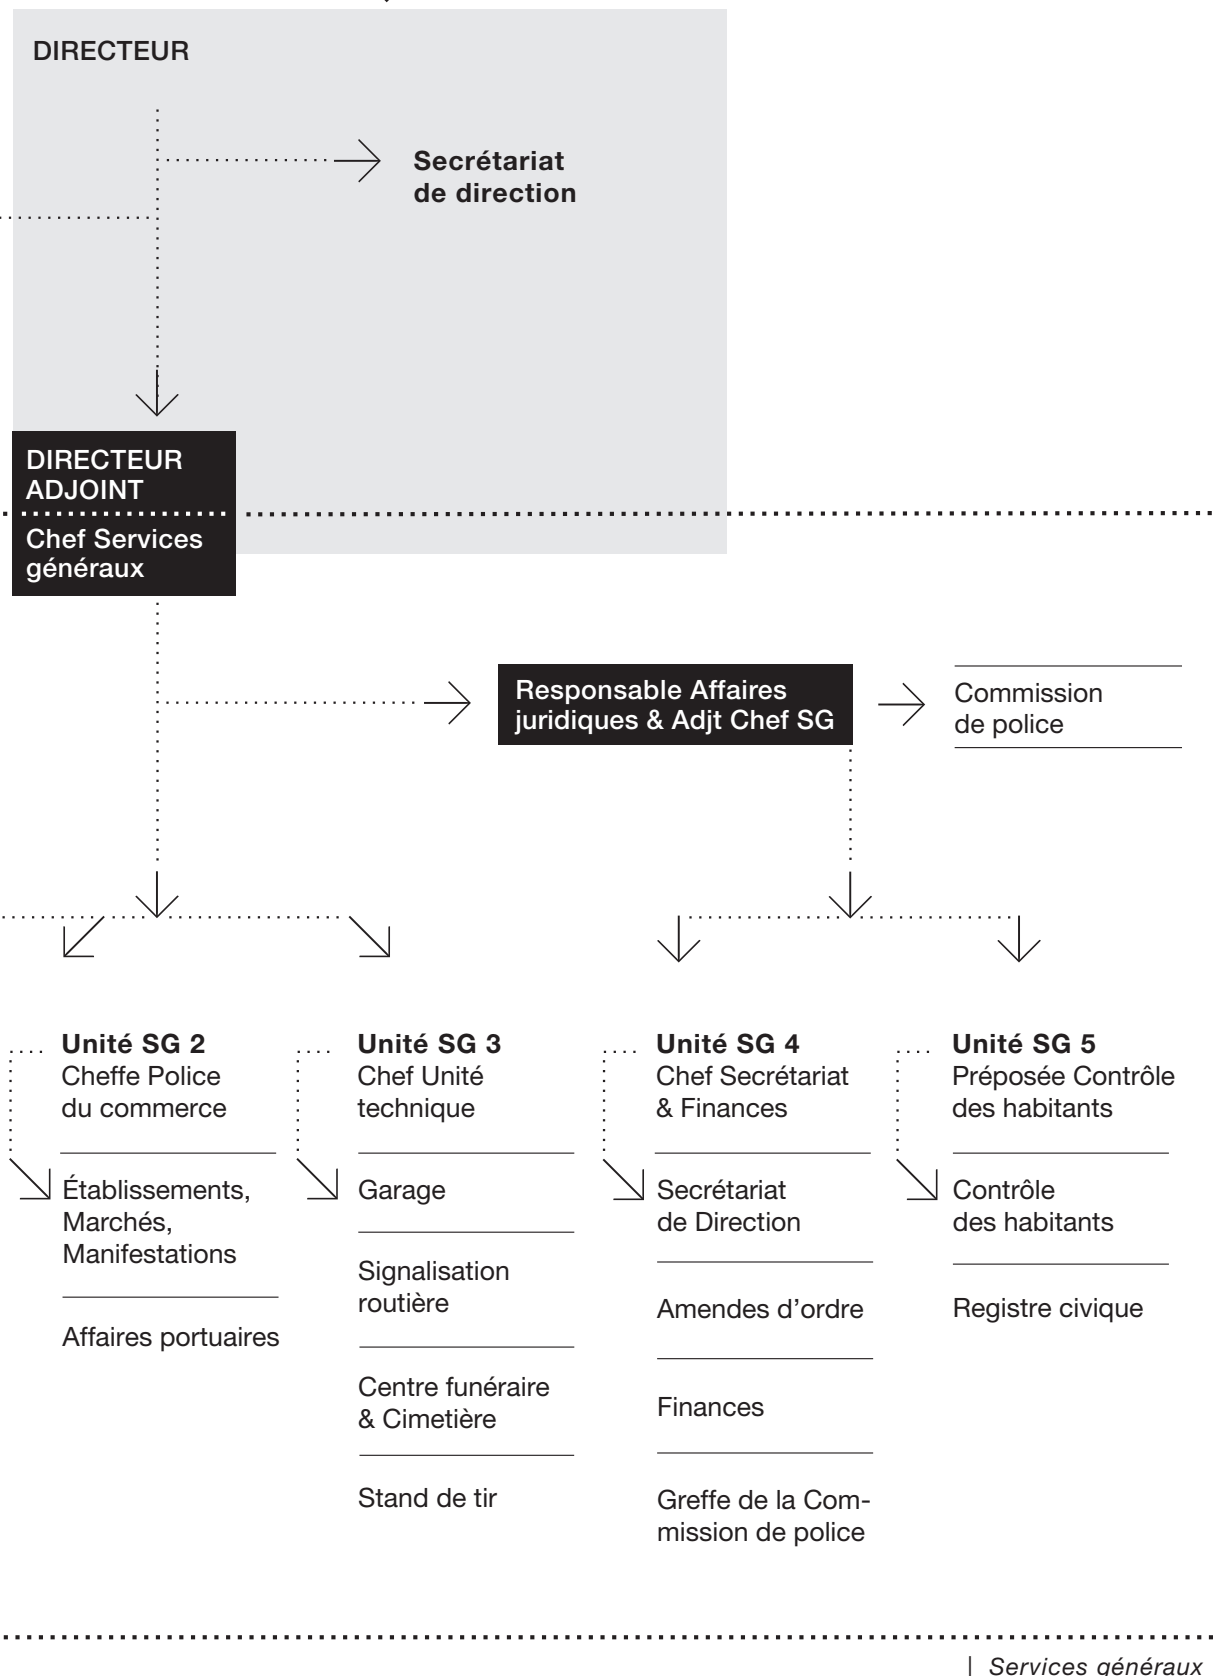 DIRECTEUR
Secrétariat
de direction
DIRECTEUR
ADJOINT
Chef Services
généraux
Responsable Affaires
juridiques & Adjt Chef SG
Commission
de police
Unité SG 2
Cheffe Police
du commerce
Établissements,
Marchés,
Manifestations
Affaires portuaires
Unité SG 3
Chef Unité
technique
Garage
Signalisation
routière
Centre funéraire
& Cimetière
Stand de tir
Unité SG 4
Chef Secrétariat
& Finances
Secrétariat
de Direction
Amendes d’ordre
Finances
Greffe de la Com-
mission de police
Unité SG 5
Préposée Contrôle
des habitants
Contrôle
des habitants
Registre civique
| Services généraux